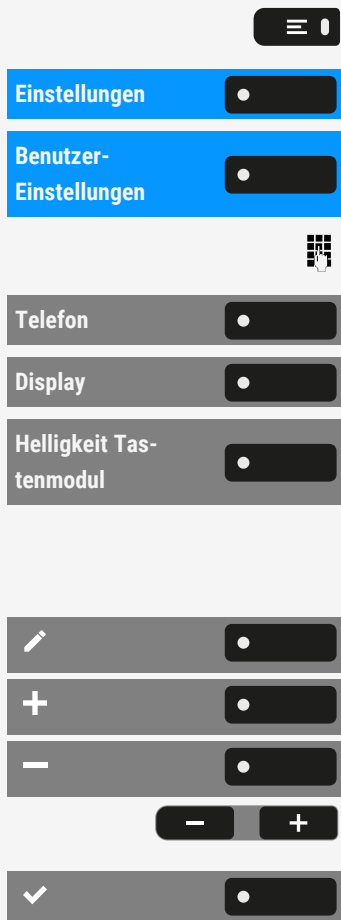 Einstellungen
Benutzer-
Einstellungen
Telefon
Display
Helligkeit Tas-
tenmodul